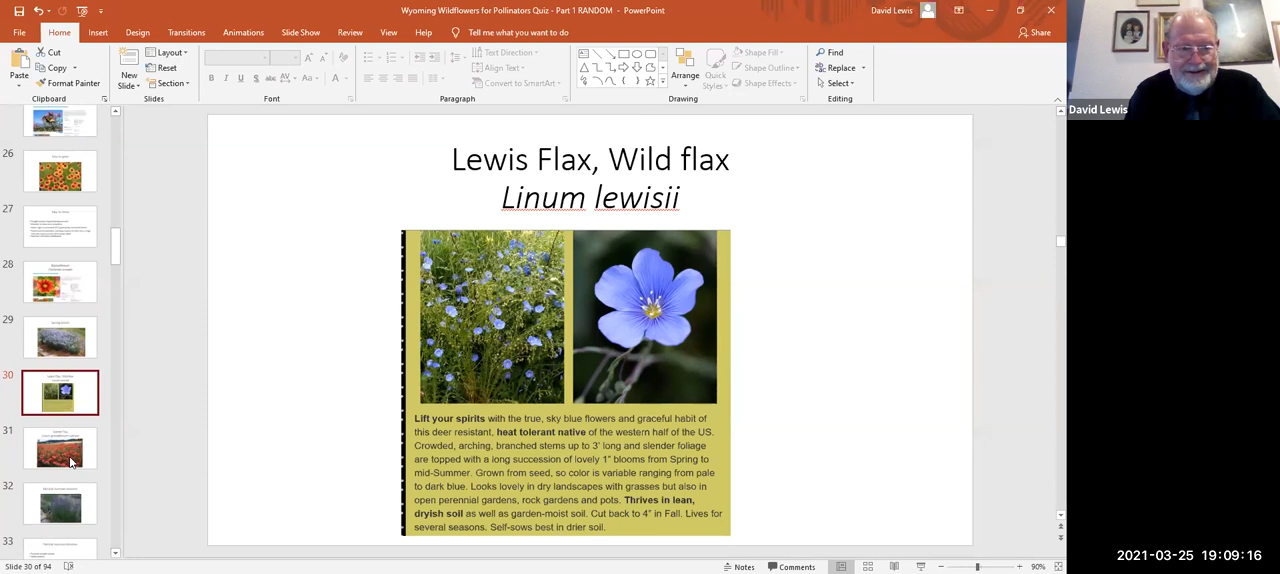 Wyoming Wildflowers for Pollinators Quiz - Part 1 RANDOM - PowerPoint
David Lewis
File Home Insert Design Transitions Animations Slide Show Review View Help Tell me what you want to do
Share
Paste
Cut
Copy
Format Painter
Clipboard
New
Slide
Layout
Reset
Section
Slides
Font
Text Direction
Align Text
Convert to SmartArt
Paragraph
Arrange
Quick
Styles
Shape Fill
Shape Outline
Shape Effects
Drawing
Find
Replace
Select
Editing
David Lewis
26
27
28
29
30
31
32
33
Lewis Flax, Wild flax
Linum lewisii
Lift your spirits with the true, sky blue flowers and graceful habit of
this deer resistant, heat tolerant native of the western half of the US.
Crowded, arching, branched stems up to 3' long and slender foliage
are topped with a long succession of lovely 1" blooms from Spring to
mid-Summer. Grown from seed, so color is variable ranging from pale
to dark blue. Looks lovely in dry landscapes with grasses but also in
open perennial gardens, rock gardens and pots. Thrives in lean,
dryish soil as well as garden-moist soil. Cut back to 4" in Fall. Lives for
several seasons. Self-sows best in drier soil.
Slide 30 of 94
Notes
Comments
90%
2021-03-25 19:09:16